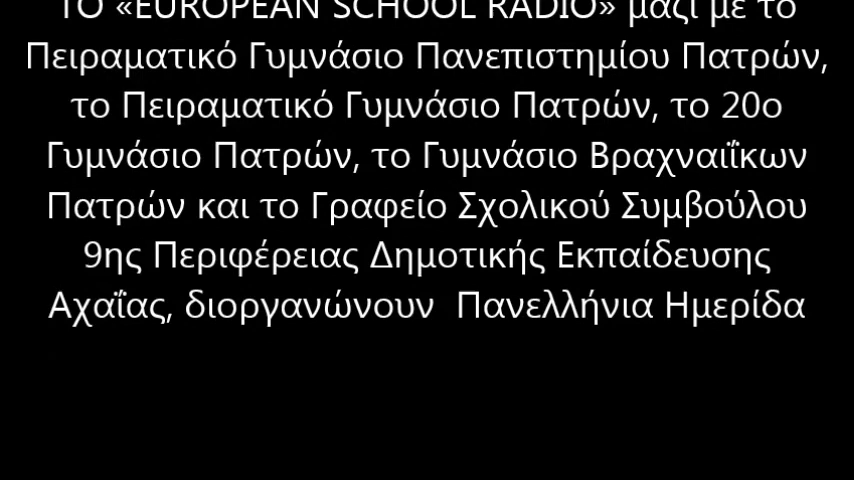 ΤΟ «EUROPEAN SCHOOL RADIO» μαζί με το
Πειραματικό Γυμνάσιο Πανεπιστημίου Πατρών,
το Πειραματικό Γυμνάσιο Πατρών, το 20ο
Γυμνάσιο Πατρών, το Γυμνάσιο Βραχναιΐκων
Πατρών και το Γραφείο Σχολικού Συμβούλου
9ης Περιφέρειας Δημοτικής Εκπαίδευσης
Αχαΐας, διοργανώνουν  Πανελλήνια Ημερίδα